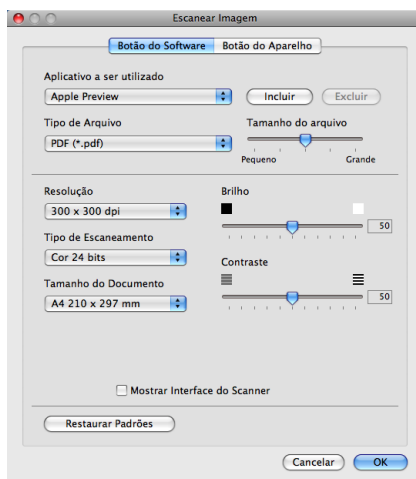 Escanear Imagem
Botão do Software Botão do Aparelho
Aplicativo a ser utilizado
Apple Preview Incluir Excluir
Tipo de Arquivo Tamanho do arquivo
PDF (*.pdf)
Pequeno Grande
Resolução Brilho
300 x 300 dpi
50
Tipo de Escaneamento
Cor 24 bits
Contraste
Tamanho do Documento
A4 210 x 297 mm 50
Mostrar Interface do Scanner
Restaurar Padrões
Cancelar OK